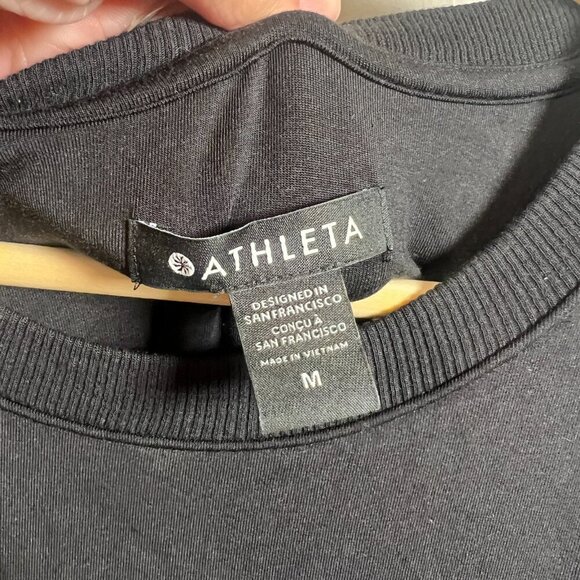 ATHLETA
DESIGNED IN
SAN FRANCISCO
CONÇU À
SAN FRANCISCO
MADE IN VIETNAM
M